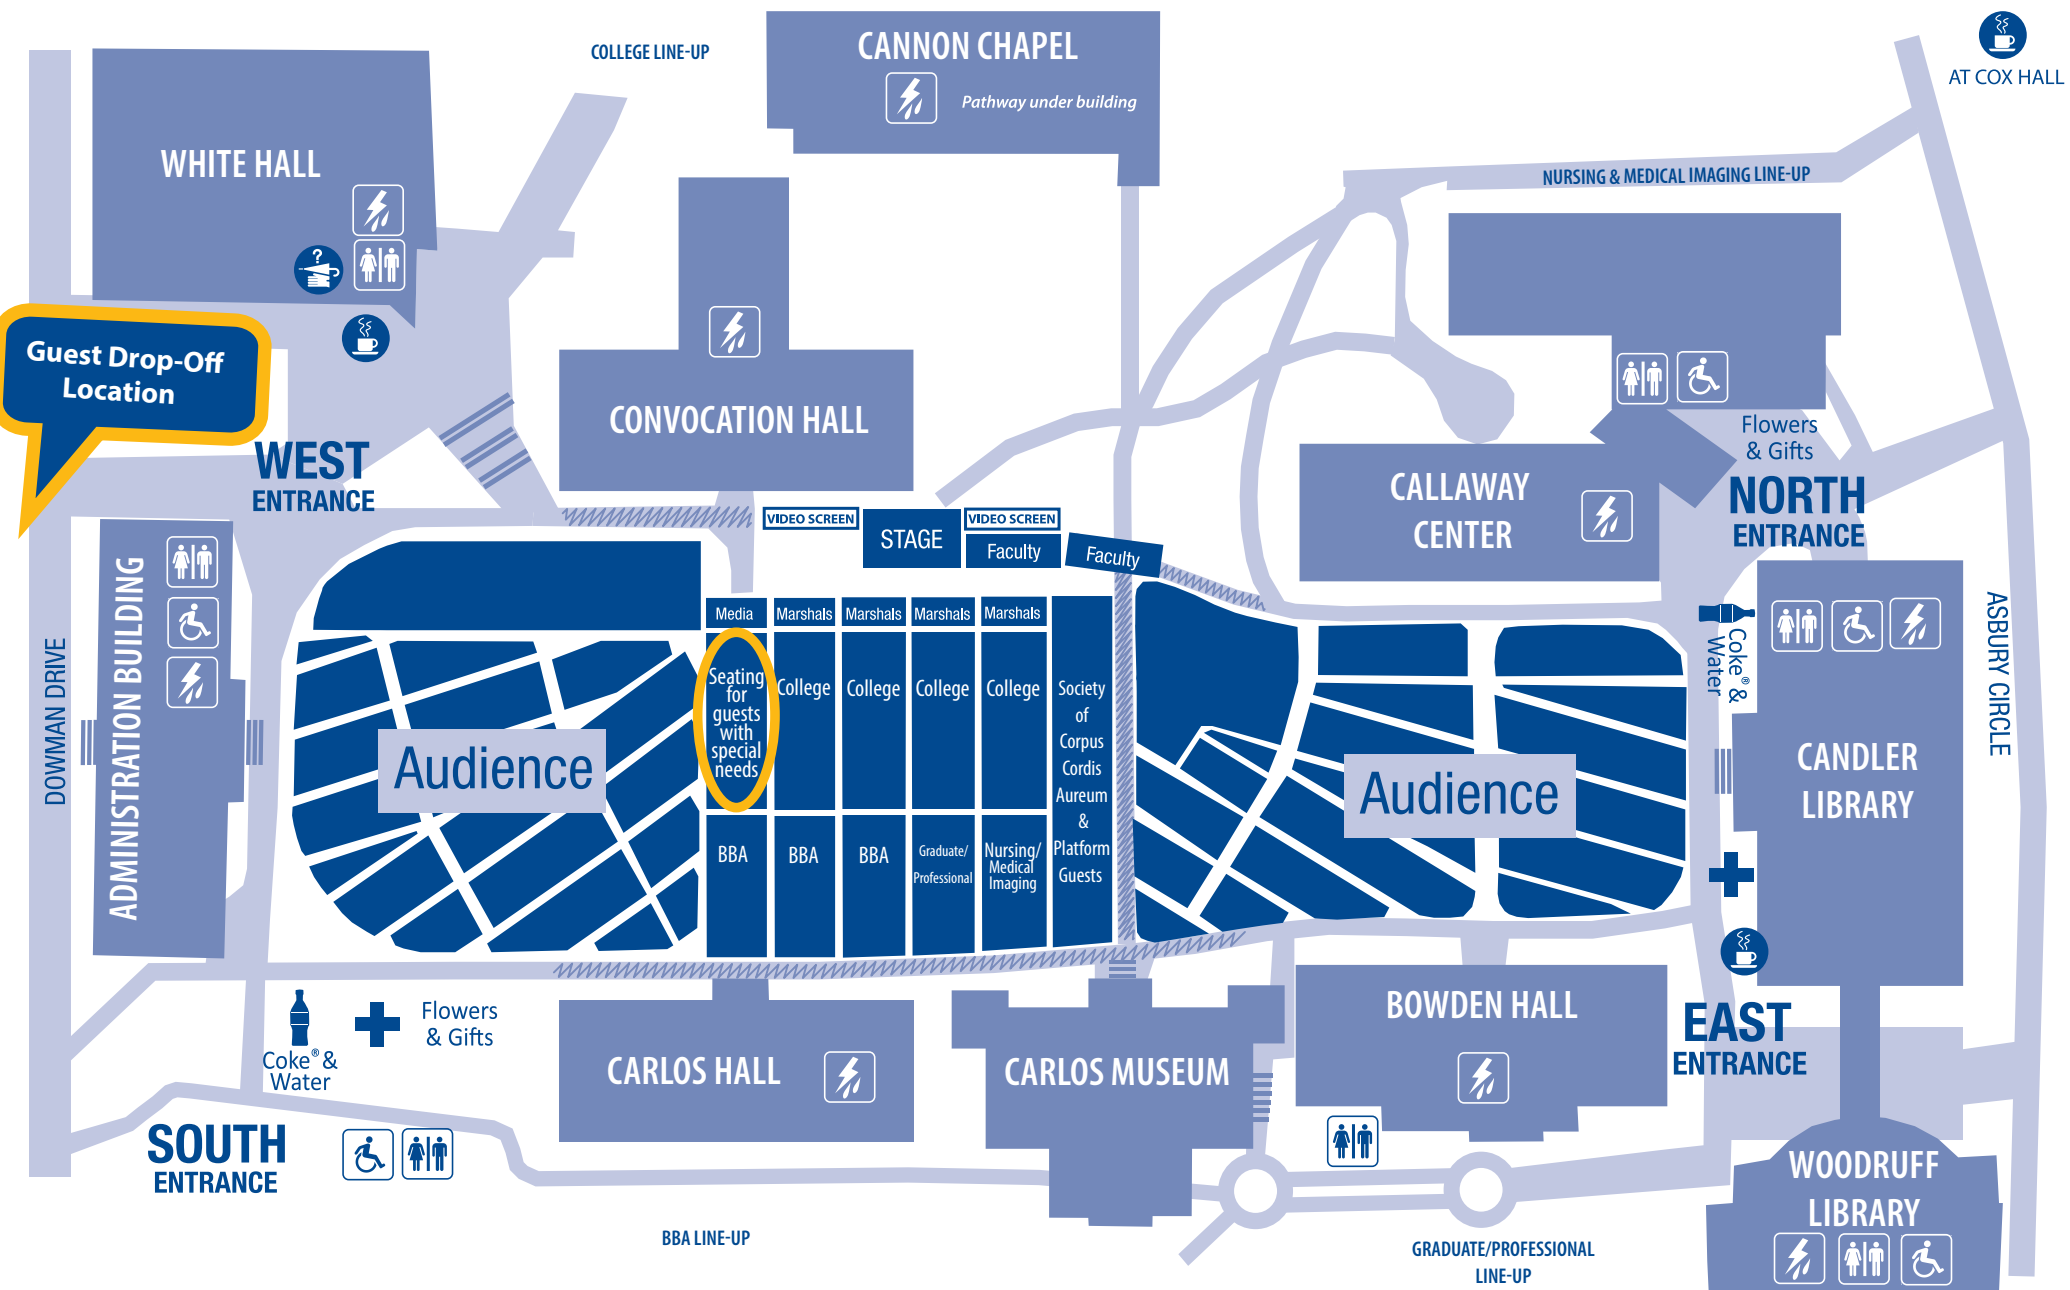 COLLEGE LINE-UP
CANNON CHAPEL
Pathway under building
AT COX HALL
WHITE HALL
?
NURSING & MEDICAL IMAGING LINE-UP
Guest Drop-Off
Location
CONVOCATION HALL
WEST
ENTRANCE
Flowers
& Gifts
CALLAWAY
CENTER
NORTH
ENTRANCE
VIDEO SCREEN
STAGE
VIDEO SCREEN
Faculty
Faculty
DOWMAN DRIVE
ADMINISTRATION BUILDING
Media
Marshals
Marshals
Marshals
Marshals
Seating
for
guests
with
special
needs
College
College
College
College
Society
of
Corpus
Cordis
Aureum
&
Platform
Guests
Audience
Audience
BBA
BBA
BBA
Graduate/
Professional
Nursing/
Medical
Imaging
Coke® &
Water
CANDLER
LIBRARY
ASBURY CIRCLE
Coke® &
Water
Flowers
& Gifts
CARLOS HALL
CARLOS MUSEUM
BOWDEN HALL
EAST
ENTRANCE
SOUTH
ENTRANCE
WOODRUFF
LIBRARY
BBA LINE-UP
GRADUATE/PROFESSIONAL
LINE-UP